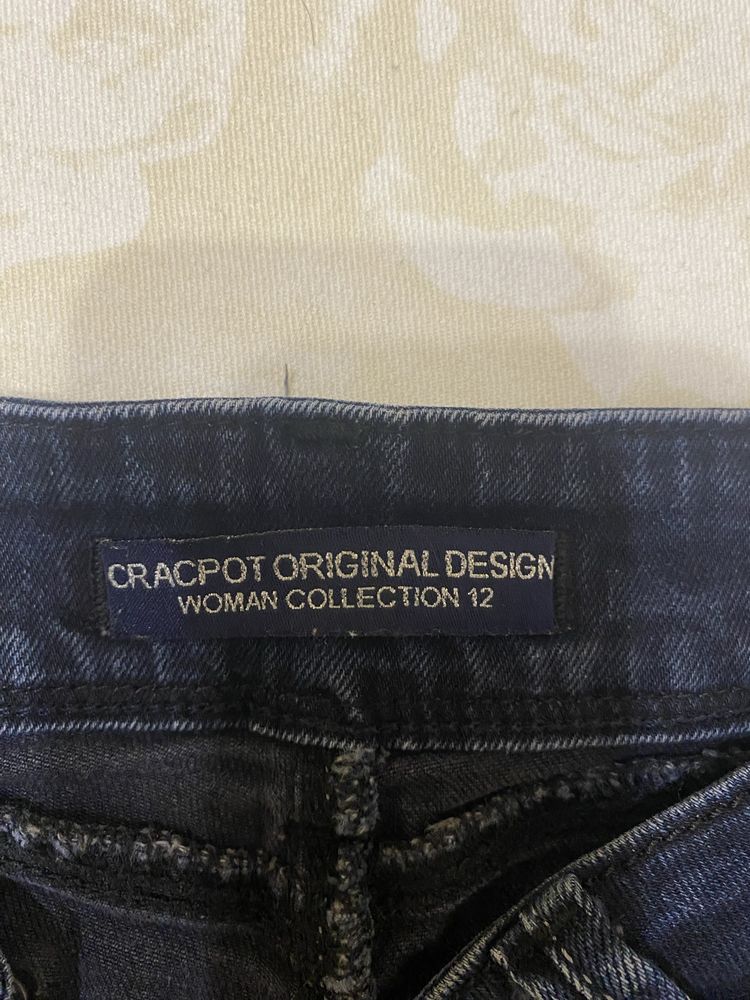 CRACPOT ORIGINAL DESIGN
WOMAN COLLECTION 12